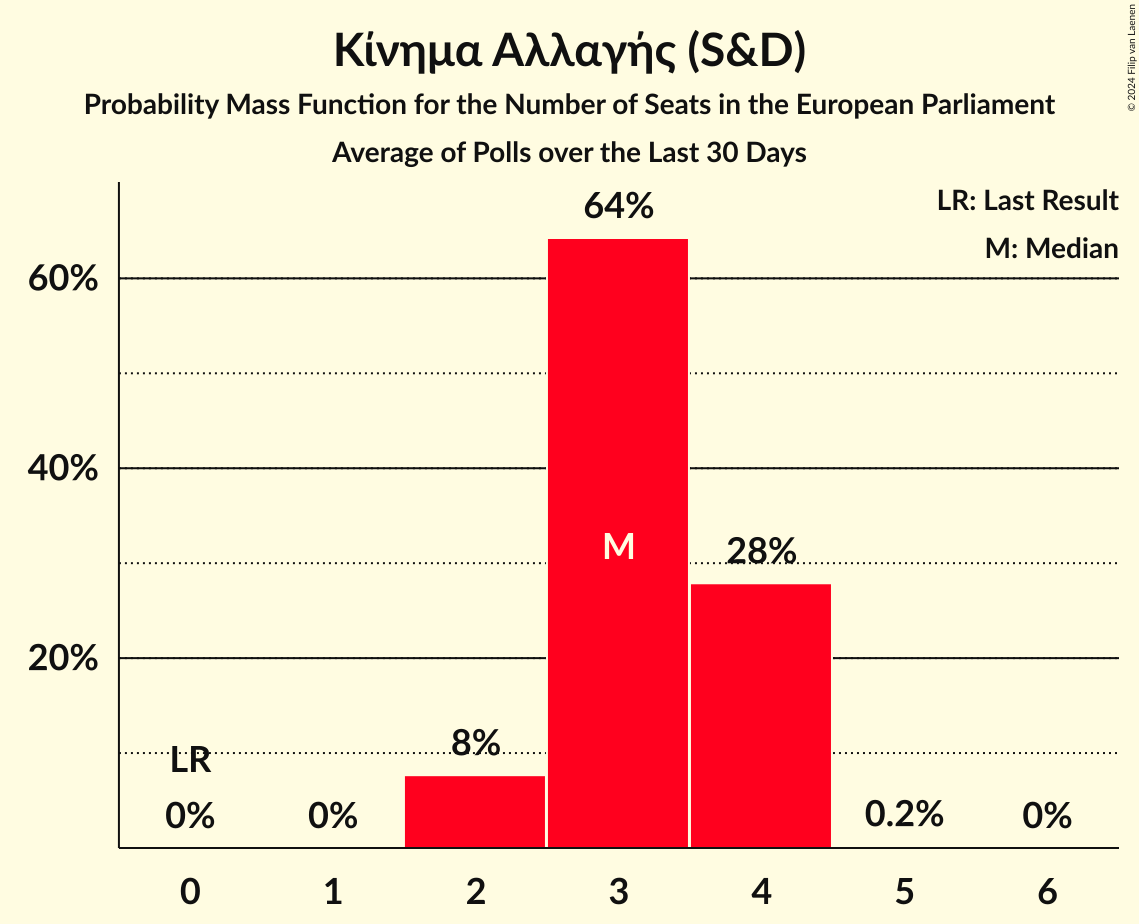 Κίνημα Αλλαγής (S&D)
Probability Mass Function for the Number of Seats in the European Parliament
Average of Polls over the Last 30 Days
© 2024 Filip van Laenen
LR: Last Result
M: Median
64%
60%
40%
M
28%
20%
8%
LR
0%
0%
0.2%
0%
0 1 2 3 4 5 6